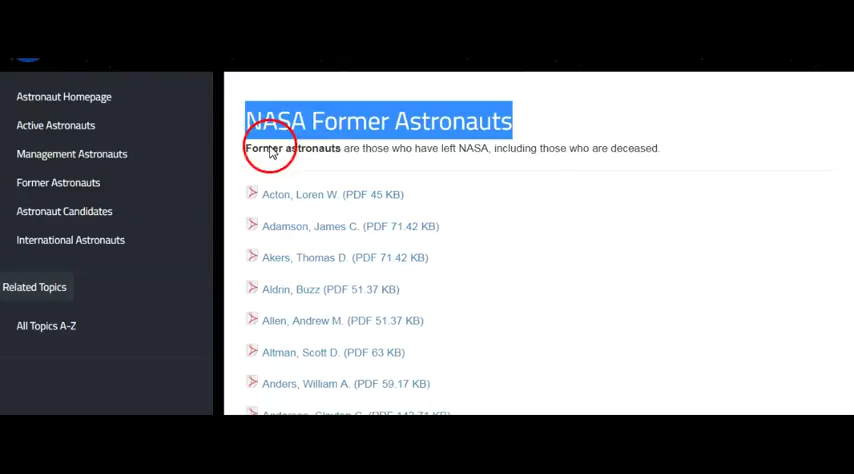 Astronaut Homepage
Active Astronauts
Management Astronauts
Former Astronauts
Astronaut Candidates
International Astronauts
Related Topics
All Topics A-Z
NASA Former Astronauts
Former astronauts are those who have left NASA, including those who are deceased.
Acton, Loren W. (PDF 45 KB)
Adamson, James C. (PDF 71.42 KB)
Akers, Thomas D. (PDF 71.42 KB)
Aldrin, Buzz (PDF 51.37 KB)
Allen, Andrew M. (PDF 51.37 KB)
Altman, Scott D. (PDF 63 KB)
Anders, William A. (PDF 59.17 KB)